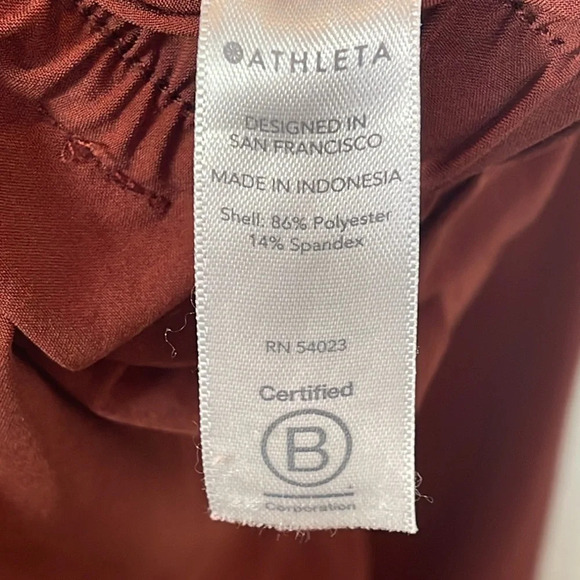 ATHLETA
DESIGNED IN
SAN FRANCISCO
MADE IN INDONESIA
Shell: 86% Polyester
14% Spandex
RN 54023
Certified
B
Corporation